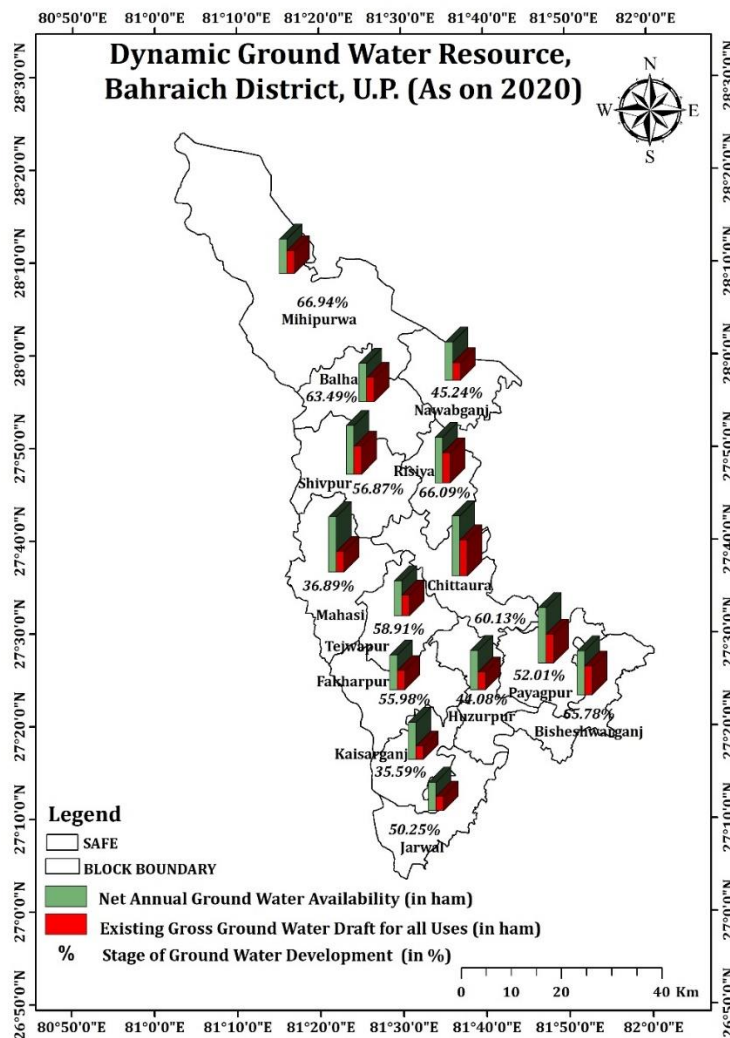 80°50'0"E 81°0'0"E 81°10'0"E 81°20'0"E 81°30'0"E 81°40'0"E 81°50'0"E 82°0'0"E
Dynamic Ground Water Resource,
Bahraich District, U.P. (As on 2020)
N
W E
S
28°30'0"N
28°20'0"N
28°10'0"N
28°0'0"N
27°50'0"N
27°40'0"N
27°30'0"N
27°20'0"N
27°10'0"N
27°0'0"N
26°50'0"N
66.94%
Mihipurwa
Balha
63.49%
45.24%
Nawabganj
Shivpur
56.87%
Risiya
66.09%
36.89%
Mahasi
Chittaura
60.13%
58.91%
Tejwapur
Fakharpur
55.98%
44.08%
Huzurpur
52.01%
Payagpur
65.78%
Bisheshwarganj
Kaisarganj
35.59%
50.25%
Jarwal
Legend
SAFE
BLOCK BOUNDARY
Net Annual Ground Water Availability (in ham)
Existing Gross Ground Water Draft for all Uses (in ham)
% Stage of Ground Water Development (in %)
0 10 20 40 Km
80°50'0"E 81°0'0"E 81°10'0"E 81°20'0"E 81°30'0"E 81°40'0"E 81°50'0"E 82°0'0"E